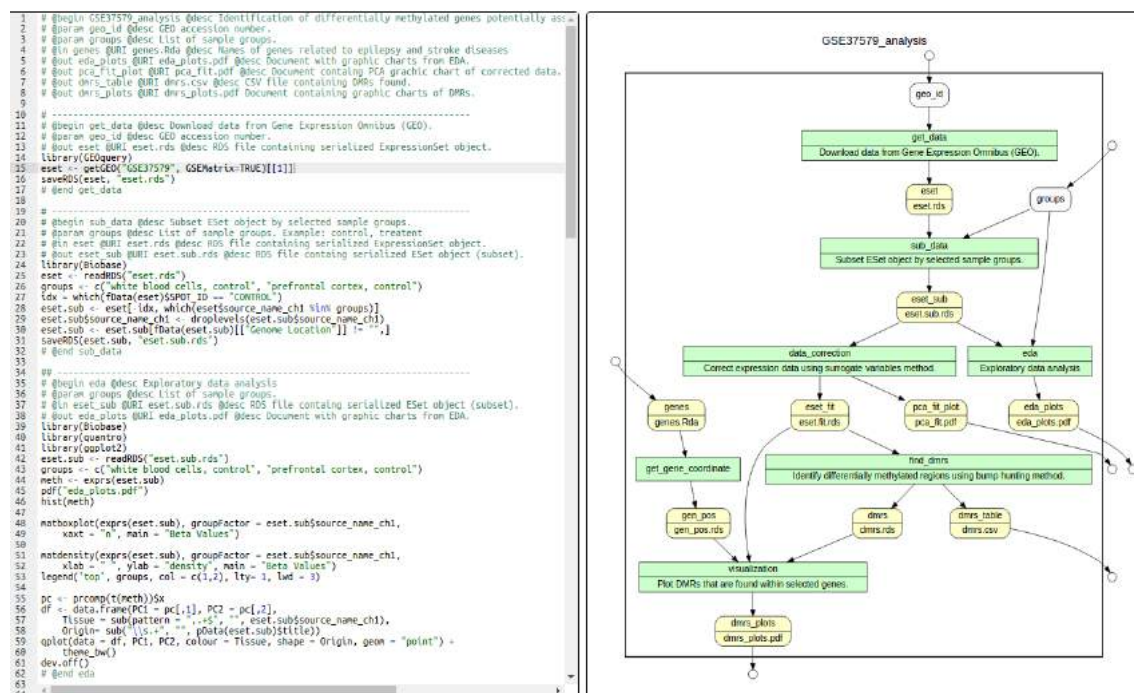 1 # @begin GSE37579_analysis @desc Identification of differentially methylated genes potentially ass
2 # @param geo_id @desc GEO accession number.
3 # @param groups @desc List of sample groups.
4 # @in genes @URI genes.Rda @desc Names of genes related to epilepsy and stroke diseases
5 # @out eda_plots @URI eda_plots.pdf @desc Document with graphic charts from EDA.
6 # @out pca_fit_plot @URI pca_fit.pdf @desc Document containg PCA grachic chart of corrected data.
7 # @out dmrs_table @URI dmrs.csv @desc CSV file containing DMRs found.
8 # @out dmrs_plots @URI dmrs_plots.pdf Document containing graphic charts of DMRs.
9
10 # ----------------------------------------------------------------------
11 # @begin get_data @desc Download data from Gene Expression Omnibus (GEO).
12 # @param geo_id @desc GEO accession number.
13 # @out eset @URI eset.rds @desc RDS file containing serialized ExpressionSet object.
14 library(GEOquery)
15 eset <- getGEO("GSE37579", GSEMatrix=TRUE)[[1]]
16 saveRDS(eset, "eset.rds")
17 # @end get_data
18
19 # ----------------------------------------------------------------------
20 # @begin sub_data @desc Subset ESet object by selected sample groups.
21 # @param groups @desc List of sample groups. Example: control, treatent
22 # @in eset @URI eset.rds @desc RDS file containing serialized ExpressionSet object.
23 # @out eset_sub @URI eset.sub.rds @desc RDS file containg serialized ESet object (subset).
24 library(Biobase)
25 eset <- readRDS("eset.rds")
26 groups <- c("white blood cells, control", "prefrontal cortex, control")
27 idx = which(fData(eset)$SPOT_ID == "CONTROL")
28 eset.sub <- eset[-idx, which(eset$source_name_ch1 %in% groups)]
29 eset.sub$source_name_ch1 <- droplevels(eset.sub$source_name_ch1)
30 eset.sub <- eset.sub[fData(eset.sub)[["Genome Location"]] != "",]
31 saveRDS(eset.sub, "eset.sub.rds")
32 # @end sub_data
33
34 ## ----------------------------------------------------------------------
35 # @begin eda @desc Exploratory data analysis
36 # @param groups @desc List of sample groups.
37 # @in eset_sub @URI eset.sub.rds @desc RDS file containg serialized ESet object (subset).
38 # @out eda_plots @URI eda_plots.pdf @desc Document with graphic charts from EDA.
39 library(Biobase)
40 library(quantro)
41 library(ggplot2)
42 eset.sub <- readRDS("eset.sub.rds")
43 groups <- c("white blood cells, control", "prefrontal cortex, control")
44 meth <- exprs(eset.sub)
45 pdf("eda_plots.pdf")
46 hist(meth)
47
48 matboxplot(exprs(eset.sub), groupFactor = eset.sub$source_name_ch1,
49 xaxt = "n", main = "Beta Values")
50
51 matdensity(exprs(eset.sub), groupFactor = eset.sub$source_name_ch1,
52 xlab = " ", ylab = "density", main = "Beta Values")
53 legend('top', groups, col = c(1,2), lty= 1, lwd = 3)
54
55 pc <- prcomp(t(meth))$x
56 df <- data.frame(PC1 = pc[,1], PC2 = pc[,2],
57 Tissue = sub(pattern = ",.+$", "", eset.sub$source_name_ch1),
58 Origin= sub("\\s.+", "", pData(eset.sub)$title))
59 qplot(data = df, PC1, PC2, colour = Tissue, shape = Origin, geom = "point") +
60 theme_bw()
61 dev.off()
62 # @end eda
63
GSE37579_analysis
geo_id
get_data
Download data from Gene Expression Omnibus (GEO).
eset
eset.rds
groups
sub_data
Subset ESet object by selected sample groups.
eset_sub
eset.sub.rds
data_correction
Correct expression data using surrogate variables method.
eda
Exploratory data analysis
genes
genes.Rda
eset_fit
eset.fit.rds
pca_fit_plot
pca_fit.pdf
eda_plots
eda_plots.pdf
get_gene_coordinate
find_dmrs
Identify differentially methylated regions using bump hunting method.
gen_pos
gen_pos.rds
dmrs
dmrs.rds
dmrs_table
dmrs.csv
visualization
Plot DMRs that are found within selected genes.
dmrs_plots
dmrs_plots.pdf